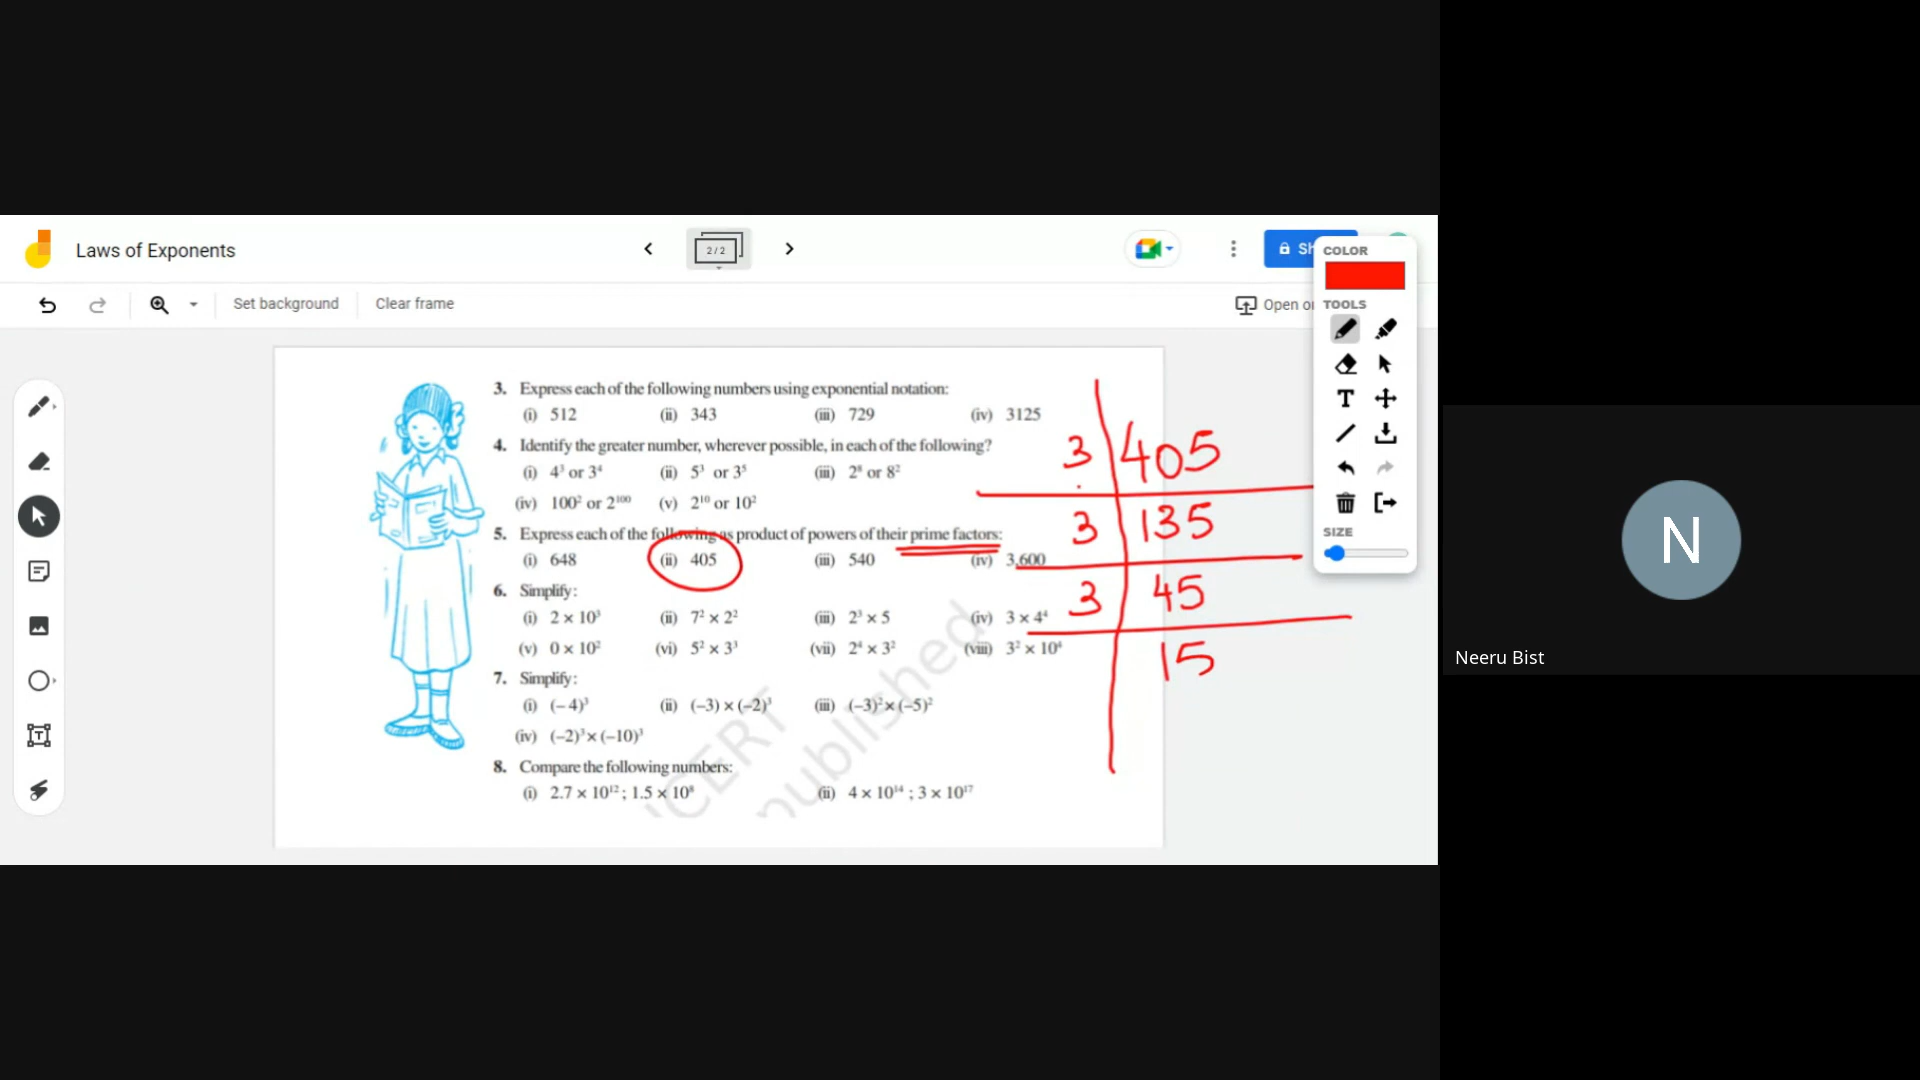 Laws of Exponents
2 / 2
Set background
Clear frame
Open
COLOR
TOOLS
SIZE
3. Express each of the following numbers using exponential notation:
(i) 512 (ii) 343 (iii) 729 (iv) 3125
4. Identify the greater number, wherever possible, in each of the following?
(i) 4³ or 3⁴ (ii) 5³ or 3⁵ (iii) 2⁸ or 8²
(iv) 100² or 2¹⁰⁰ (v) 2¹⁰ or 10²
5. Express each of the following as product of powers of their prime factors:
(i) 648 (ii) 405 (iii) 540 (iv) 3,600
6. Simplify:
(i) 2 × 10³ (ii) 7² × 2² (iii) 2³ × 5 (iv) 3 × 4⁴
(v) 0 × 10² (vi) 5² × 3³ (vii) 2⁴ × 3² (viii) 3² × 10⁴
7. Simplify:
(i) (–4)³ (ii) (–3) × (–2)³ (iii) (–3)² × (–5)²
(iv) (–2)³ × (–10)³
8. Compare the following numbers:
(i) 2.7 × 10¹² ; 1.5 × 10⁸ (ii) 4 × 10¹⁴ ; 3 × 10¹⁷
3 405
3 135
3 45
15
N
Neeru Bist